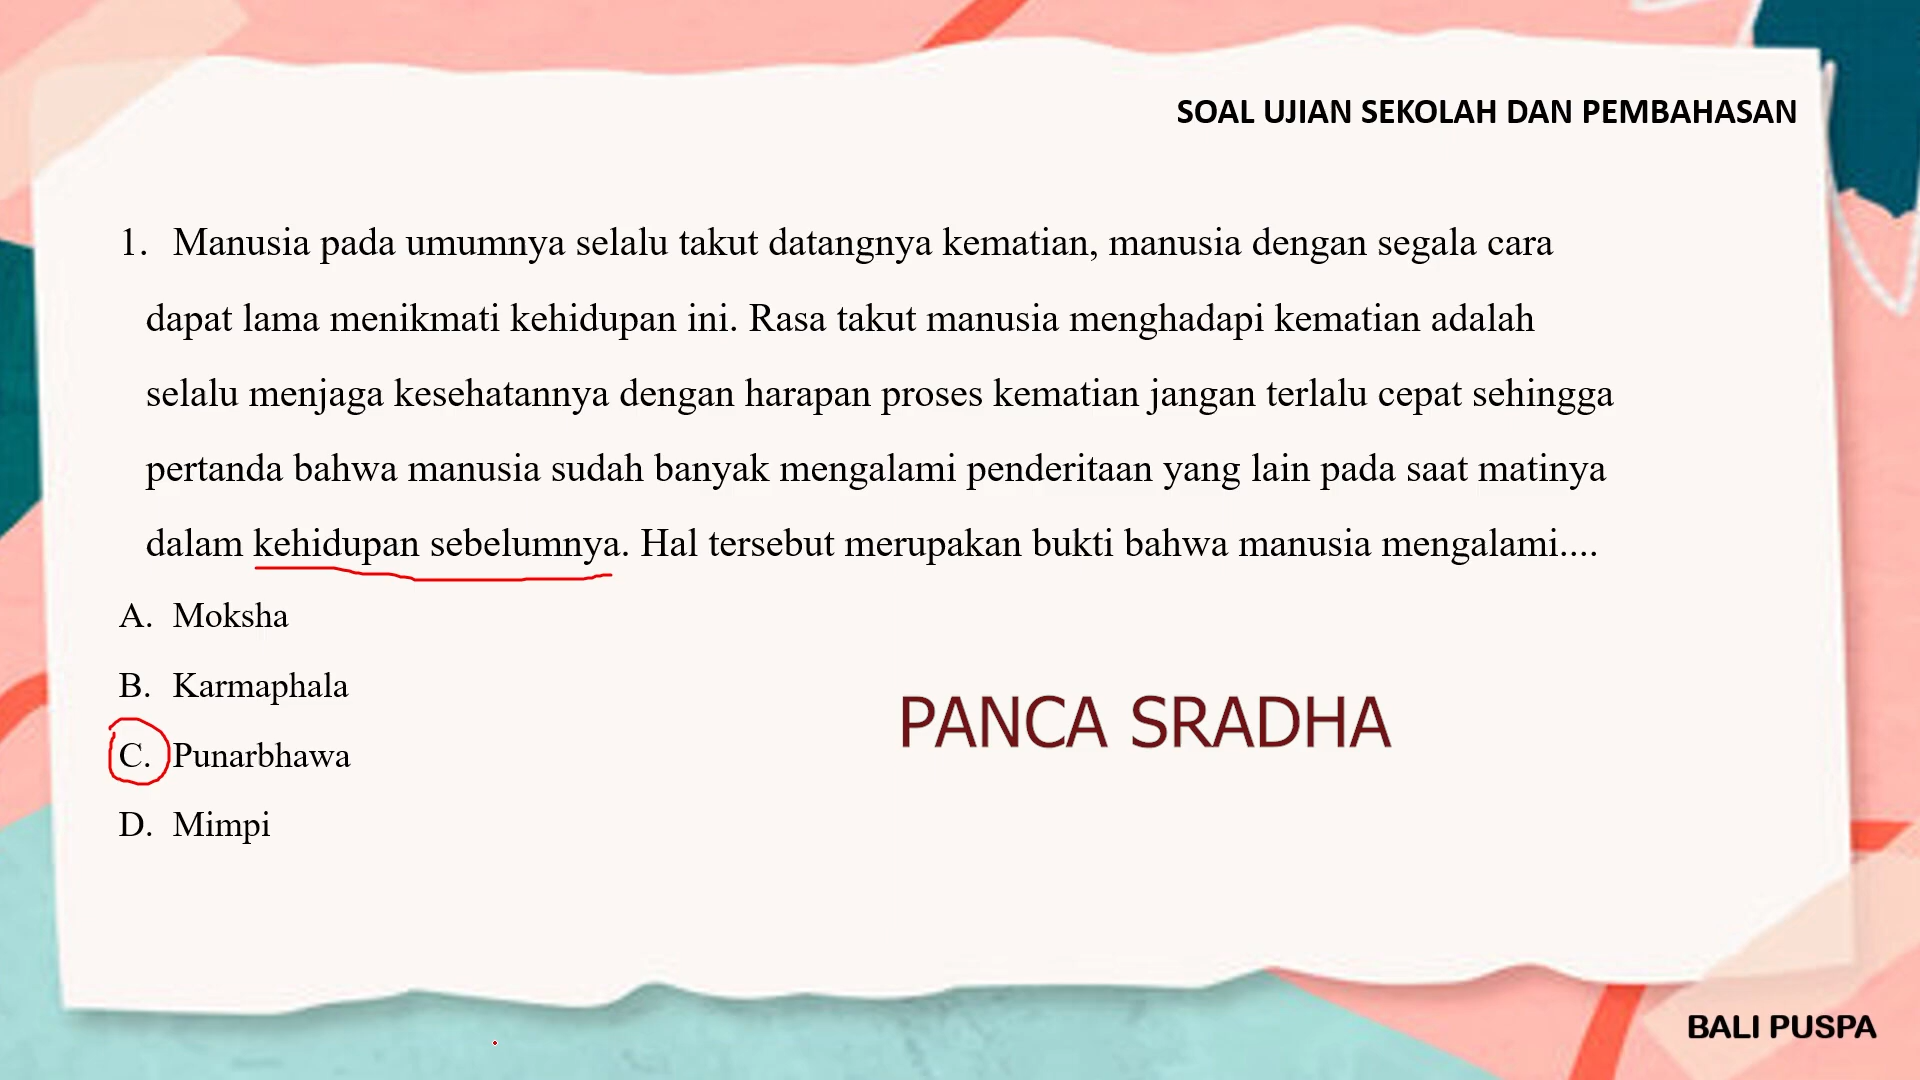 SOAL UJIAN SEKOLAH DAN PEMBAHASAN
1. Manusia pada umumnya selalu takut datangnya kematian, manusia dengan segala cara
dapat lama menikmati kehidupan ini. Rasa takut manusia menghadapi kematian adalah
selalu menjaga kesehatannya dengan harapan proses kematian jangan terlalu cepat sehingga
pertanda bahwa manusia sudah banyak mengalami penderitaan yang lain pada saat matinya
dalam kehidupan sebelumnya. Hal tersebut merupakan bukti bahwa manusia mengalami....
A. Moksha
B. Karmaphala
C. Punarbhawa
D. Mimpi
PANCA SRADHA
BALI PUSPA